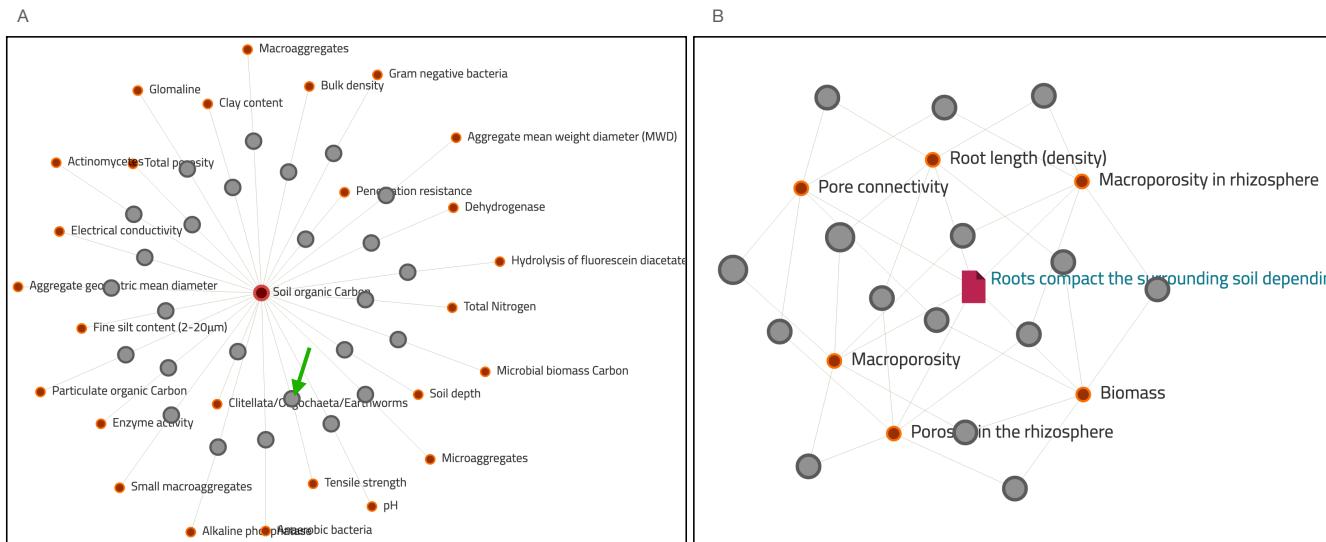 A
B
Macroaggregates
Gram negative bacteria
Glomaline
Bulk density
Clay content
Aggregate mean weight diameter (MWD)
Actinomycetes
Total porosity
Penetration resistance
Dehydrogenase
Electrical conductivity
Hydrolysis of fluorescein diacetate
Aggregate geometric mean diameter
Soil organic Carbon
Total Nitrogen
Fine silt content (2-20μm)
Microbial biomass Carbon
Particulate organic Carbon
Soil depth
Clitellata/Oligochaeta/Earthworms
Enzyme activity
Microaggregates
Small macroaggregates
Tensile strength
pH
Alkaline phosphatase
Anaerobic bacteria
Root length (density)
Pore connectivity
Macroporosity in rhizosphere
Roots compact the surrounding soil dependin
Macroporosity
Biomass
Porosity in the rhizosphere